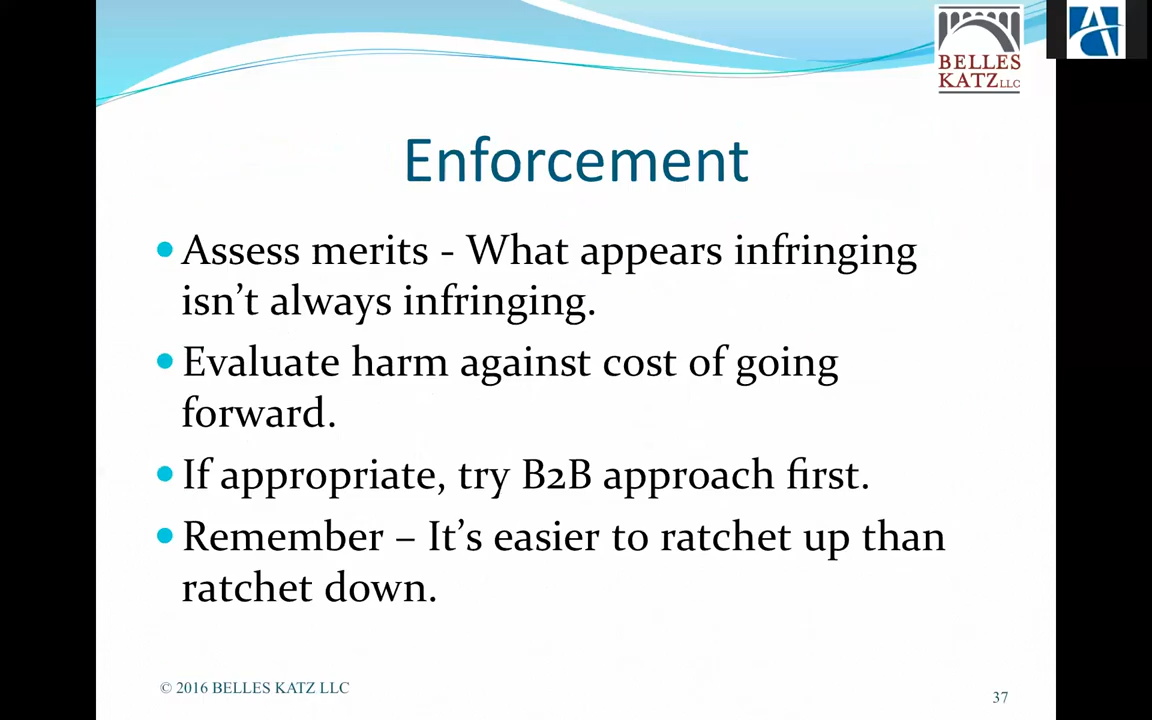 BELLES
KATZ LLC
Enforcement
•Assess merits - What appears infringing
isn’t always infringing.
•Evaluate harm against cost of going
forward.
•If appropriate, try B2B approach first.
•Remember – It’s easier to ratchet up than
ratchet down.
© 2016 BELLES KATZ LLC
37